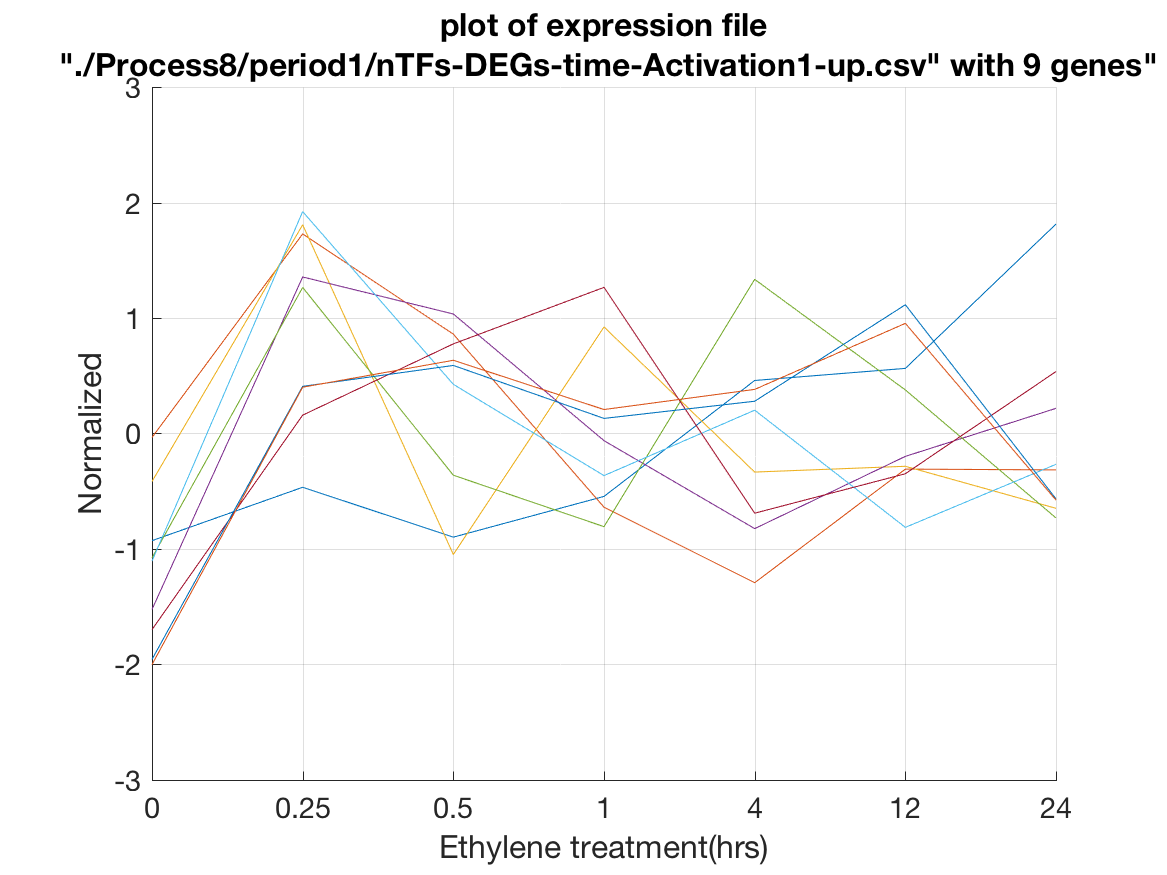 plot of expression file
"./Process8/period1/nTFs-DEGs-time-Activation1-up.csv" with 9 genes"
3
2
1
0
-1
-2
-3
Normalized
0 0.25 0.5 1 4 12 24
Ethylene treatment(hrs)